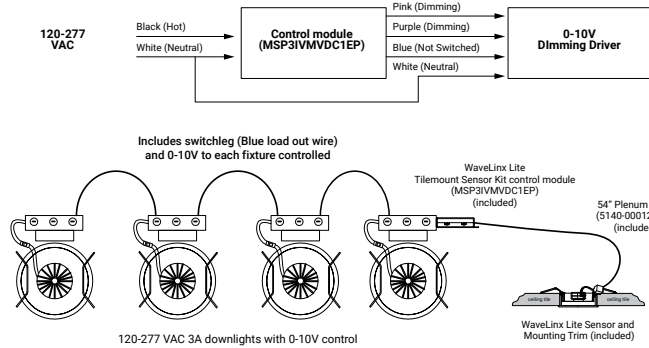 120-277
VAC
Black (Hot)
White (Neutral)
Control module
(MSP3IVMVDC1EP)
Pink (Dimming)
Purple (Dimming)
Blue (Not Switched)
White (Neutral)
0-10V
DImming Driver
Includes switchleg (Blue load out wire)
and 0-10V to each fixture controlled
WaveLinx Lite
Tilemount Sensor Kit control module
(MSP3IVMVDC1EP)
(included)
54" Plenum
(5140-00012
(include
ceiling tile
ceiling tile
WaveLinx Lite Sensor and
Mounting Trim (included)
120-277 VAC 3A downlights with 0-10V control